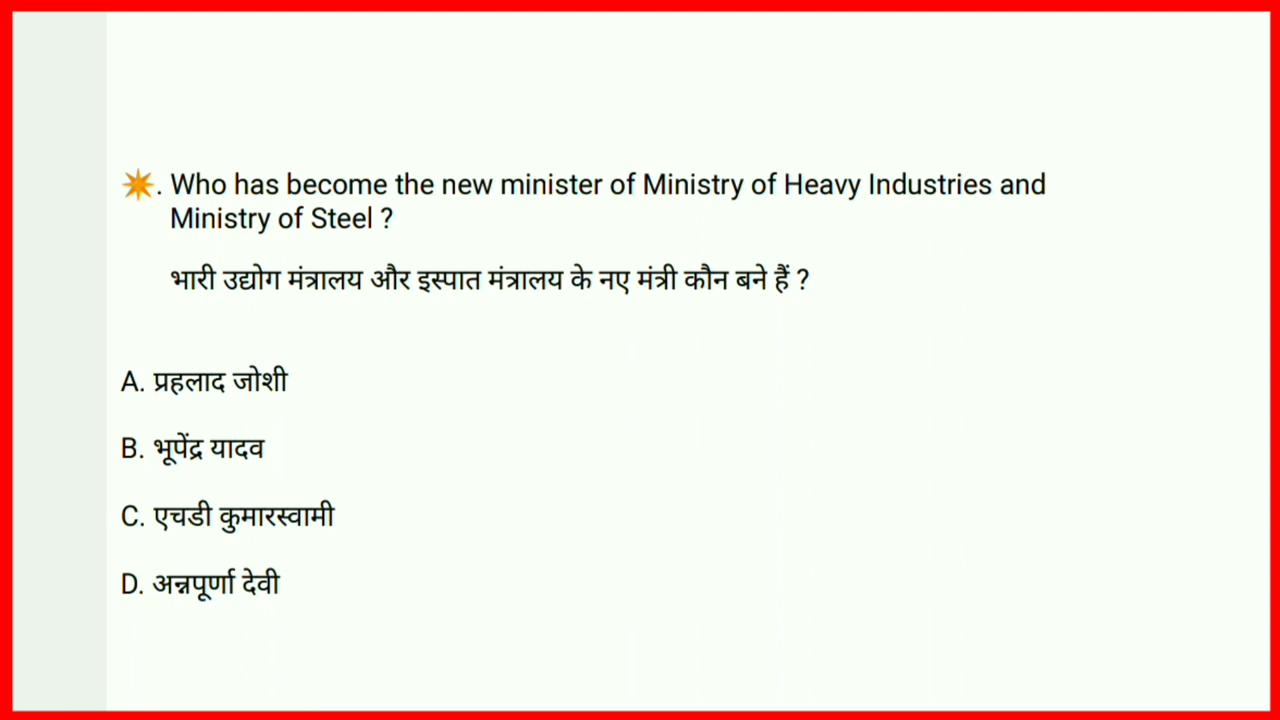 . Who has become the new minister of Ministry of Heavy Industries and
Ministry of Steel ?
भारी उद्योग मंत्रालय और इस्पात मंत्रालय के नए मंत्री कौन बने हैं ?
A. प्रहलाद जोशी
B. भूपेंद्र यादव
C. एचडी कुमारस्वामी
D. अन्नपूर्णा देवी